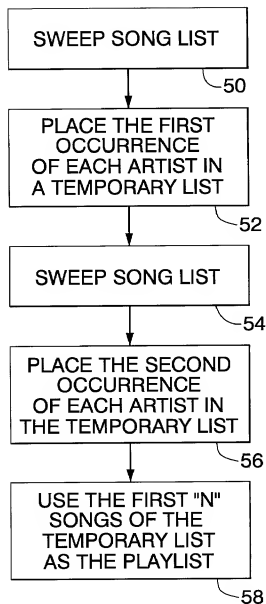 SWEEP SONG LIST
50
PLACE THE FIRST
OCCURRENCE
OF EACH ARTIST IN
A TEMPORARY LIST
52
SWEEP SONG LIST
54
PLACE THE SECOND
OCCURRENCE
OF EACH ARTIST IN
THE TEMPORARY LIST
56
USE THE FIRST "N"
SONGS OF THE
TEMPORARY LIST
AS THE PLAYLIST
58